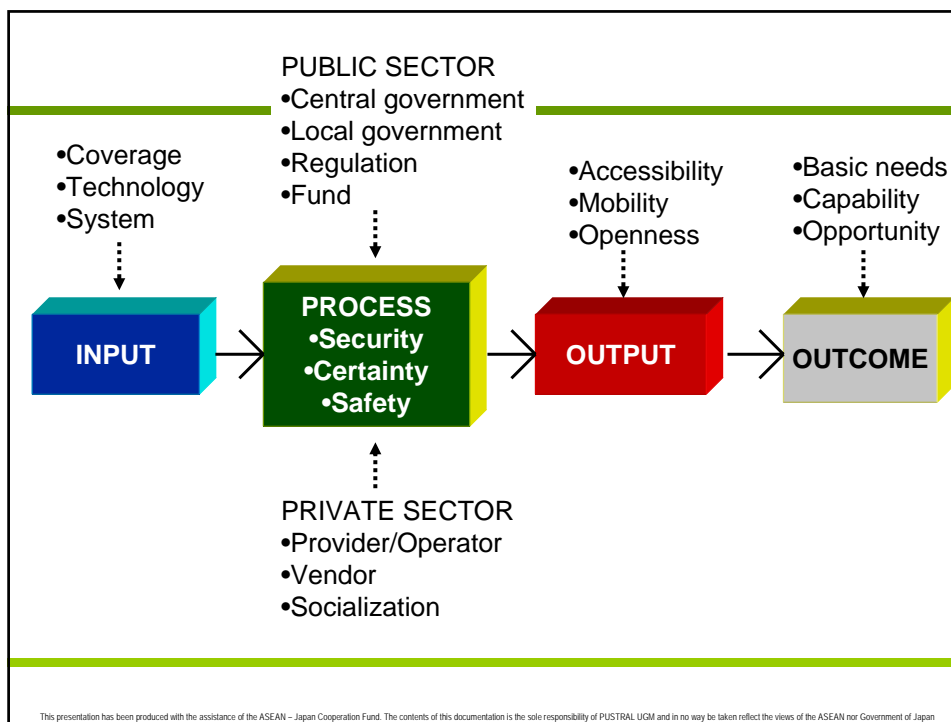 PUBLIC SECTOR
•Central government
•Local government
•Regulation
•Fund
•Coverage
•Technology
•System
•Accessibility
•Mobility
•Openness
•Basic needs
•Capability
•Opportunity
INPUT
PROCESS
•Security
•Certainty
•Safety
OUTPUT
OUTCOME
PRIVATE SECTOR
•Provider/Operator
•Vendor
•Socialization
This presentation has been produced with the assistance of the ASEAN – Japan Cooperation Fund. The contents of this documentation is the sole responsibility of PUSTRAL UGM and in no way be taken reflect the views of the ASEAN nor Government of Japan